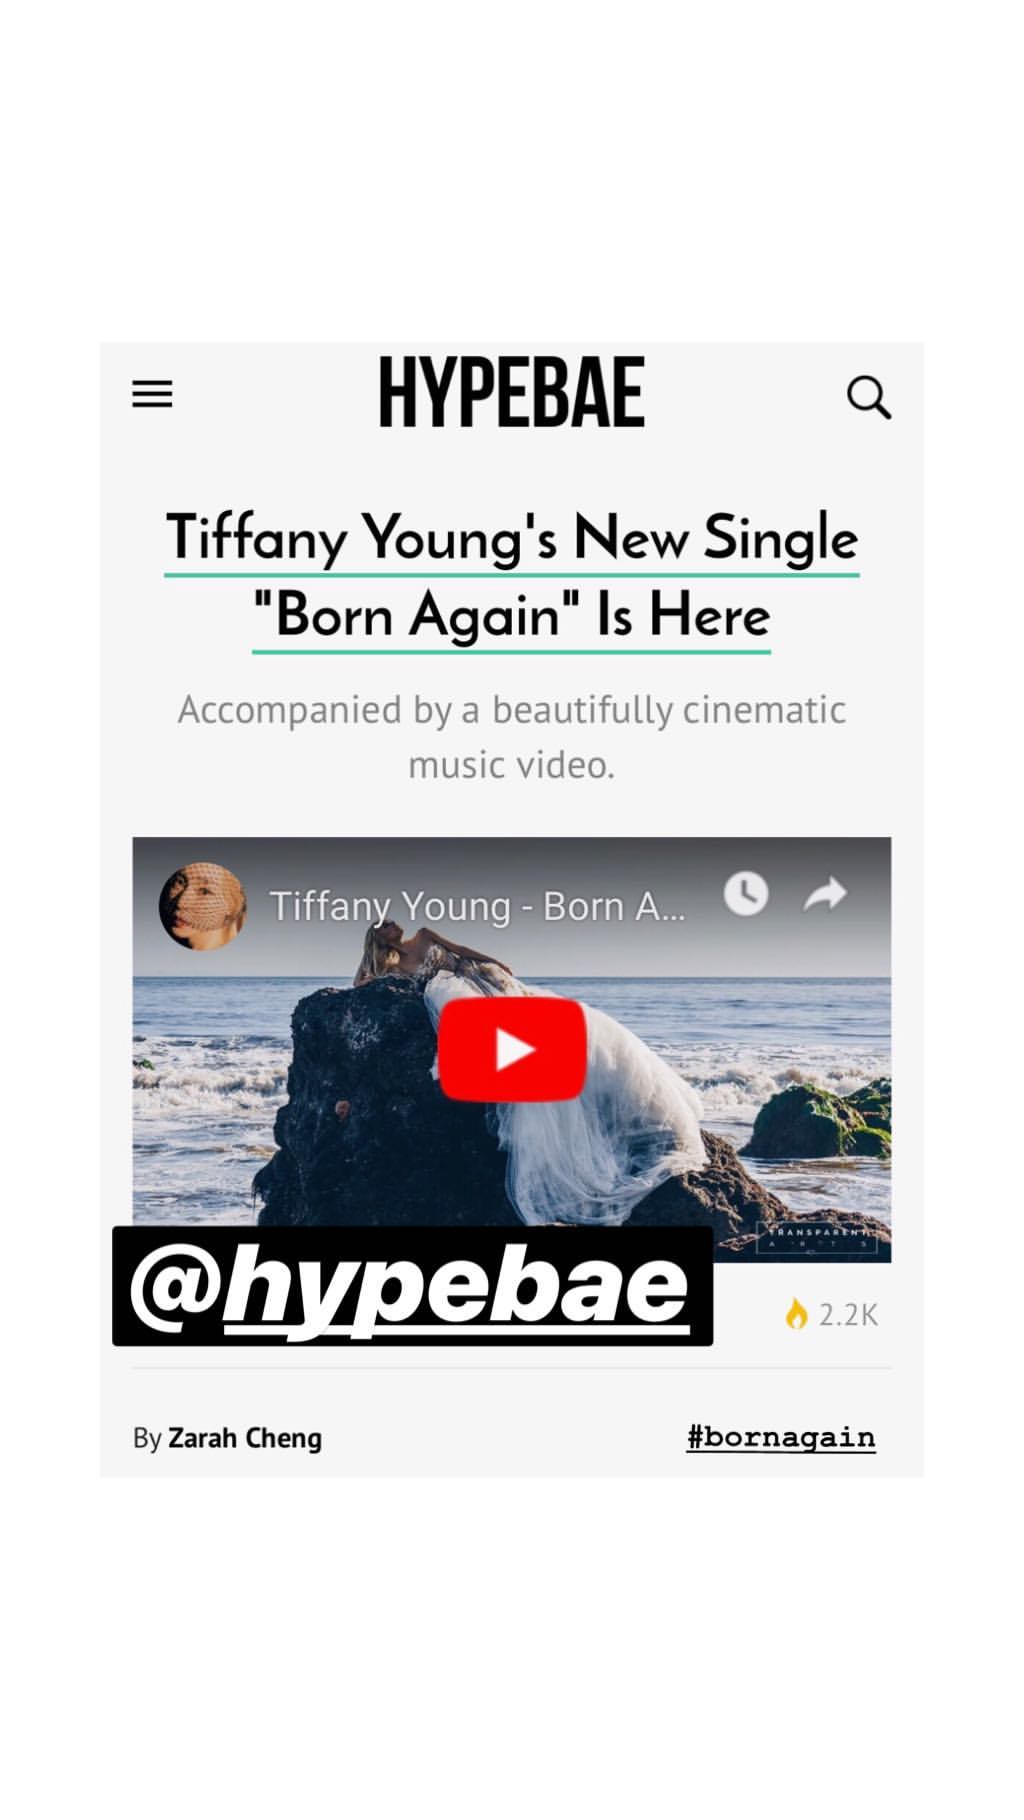 HYPEBAE
Tiffany Young's New Single
"Born Again" Is Here
Accompanied by a beautifully cinematic
music video.
Tiffany Young - Born A...
TRANSPARENT
ARTS
@hypebae
2.2K
By Zarah Cheng
#bornagain